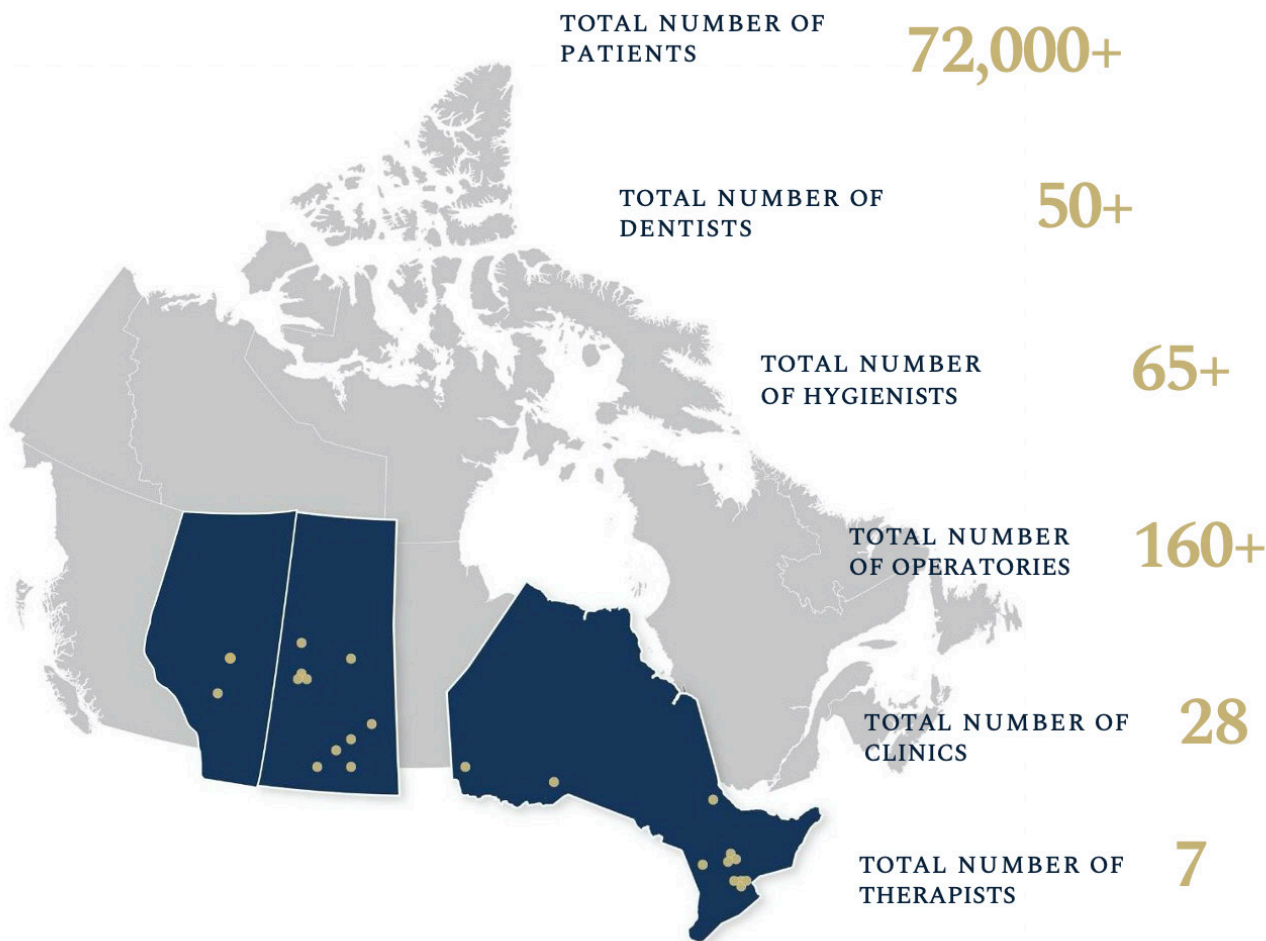 TOTAL NUMBER OF
PATIENTS
72,000+
TOTAL NUMBER OF
DENTISTS
50+
TOTAL NUMBER
OF HYGIENISTS
65+
TOTAL NUMBER
OF OPERATORIES
160+
TOTAL NUMBER OF
CLINICS
28
TOTAL NUMBER OF
THERAPISTS
7